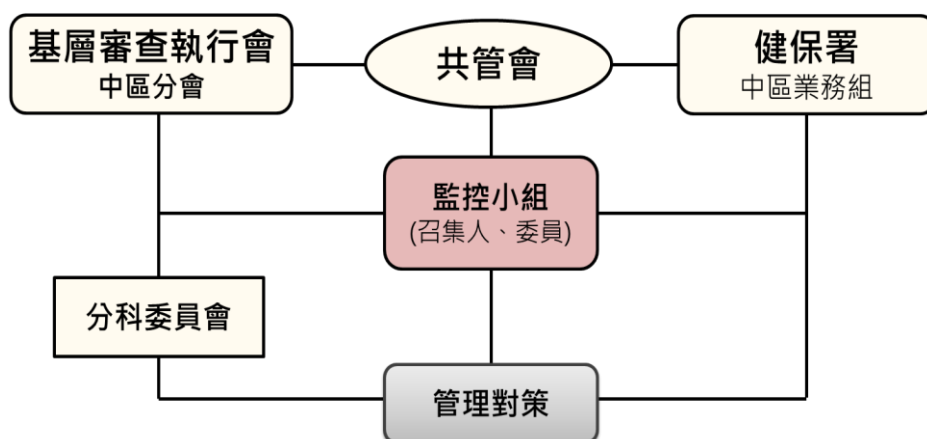 基層審查執行會
中區分會
共管會
健保署
中區業務組
監控小組
(召集人、委員)
分科委員會
管理對策